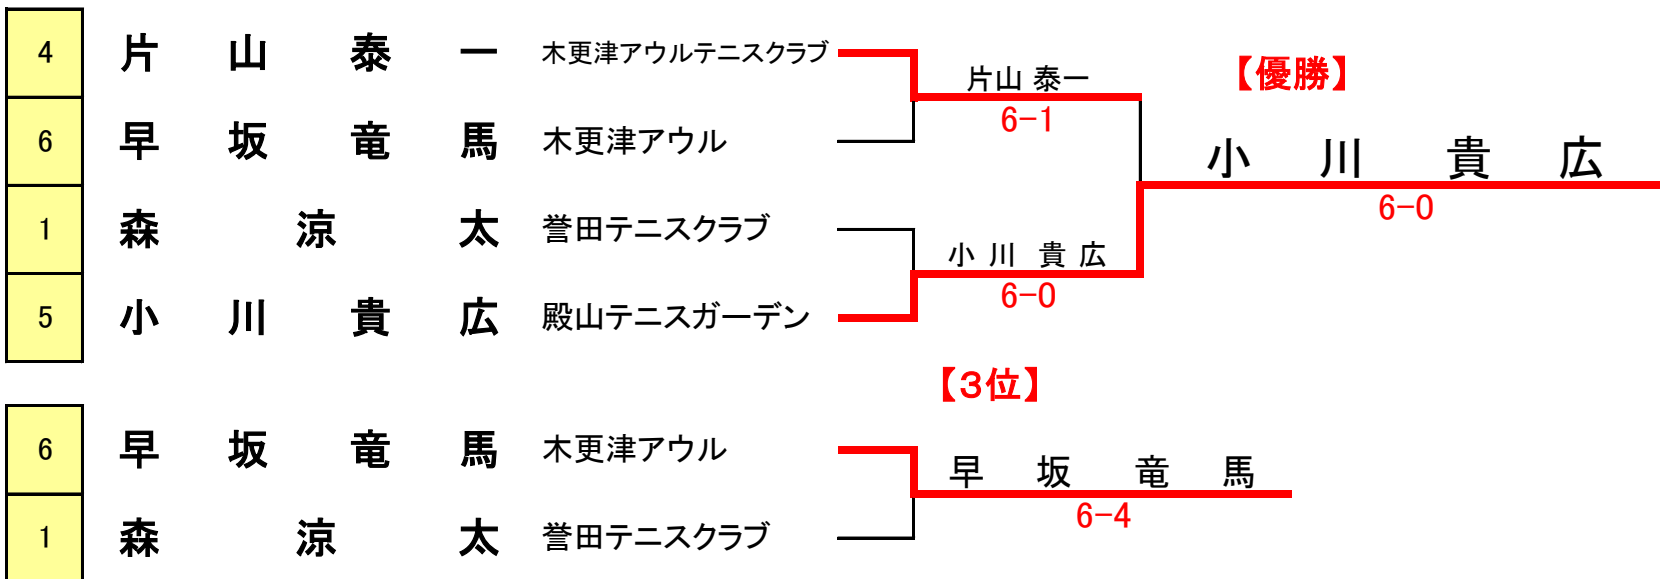 4 片山泰一 木更津アウルテニスクラブ
片山 泰一
6-1
【優勝】
6 早坂竜馬 木更津アウル
小川貴広
6-0
1 森涼太 誉田テニスクラブ
小川貴広
6-0
5 小川貴広 殿山テニスガーデン
【3位】
6 早坂竜馬 木更津アウル
早坂竜馬
6-4
1 森涼太 誉田テニスクラブ